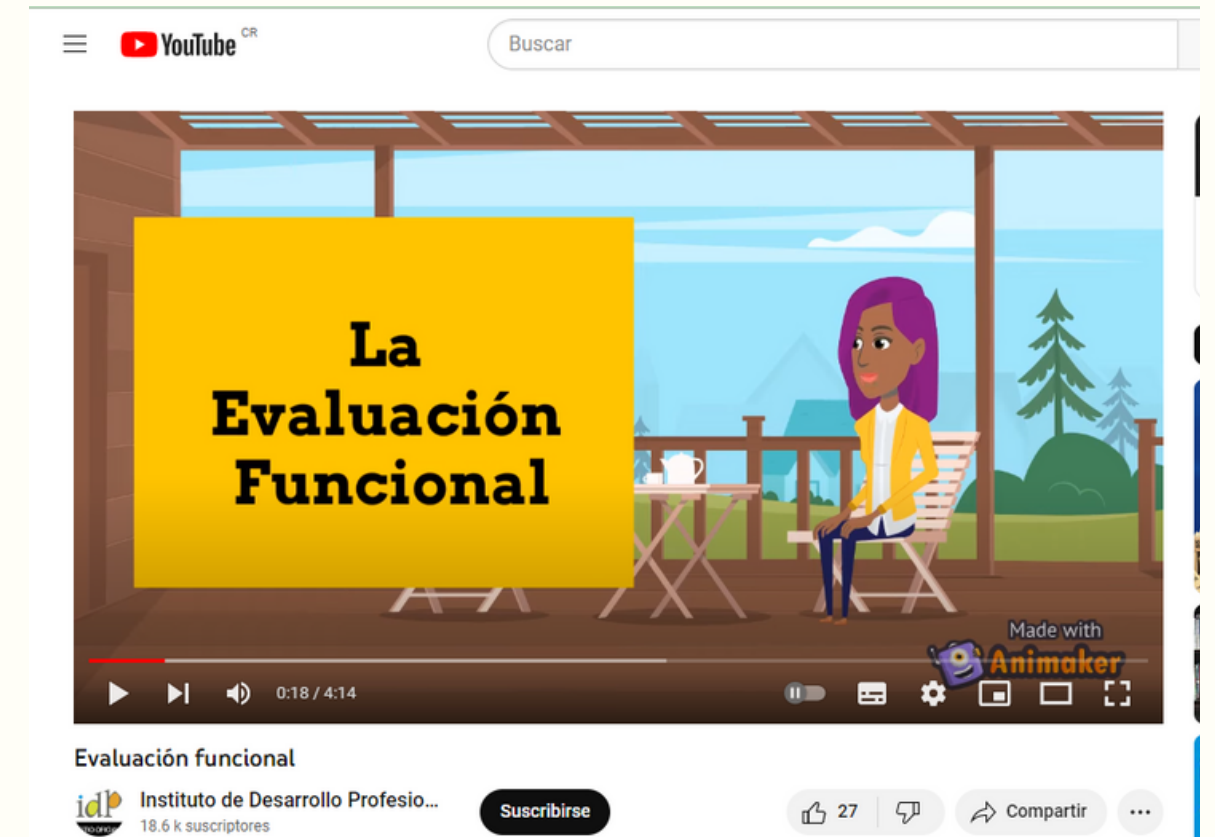 YouTube CR
Buscar
La
Evaluación
Funcional
Made with
Animaker
0:18 / 4:14
Evaluación funcional
idp
Instituto de Desarrollo Profesio...
18.6 k suscriptores
Suscribirse
27
Compartir